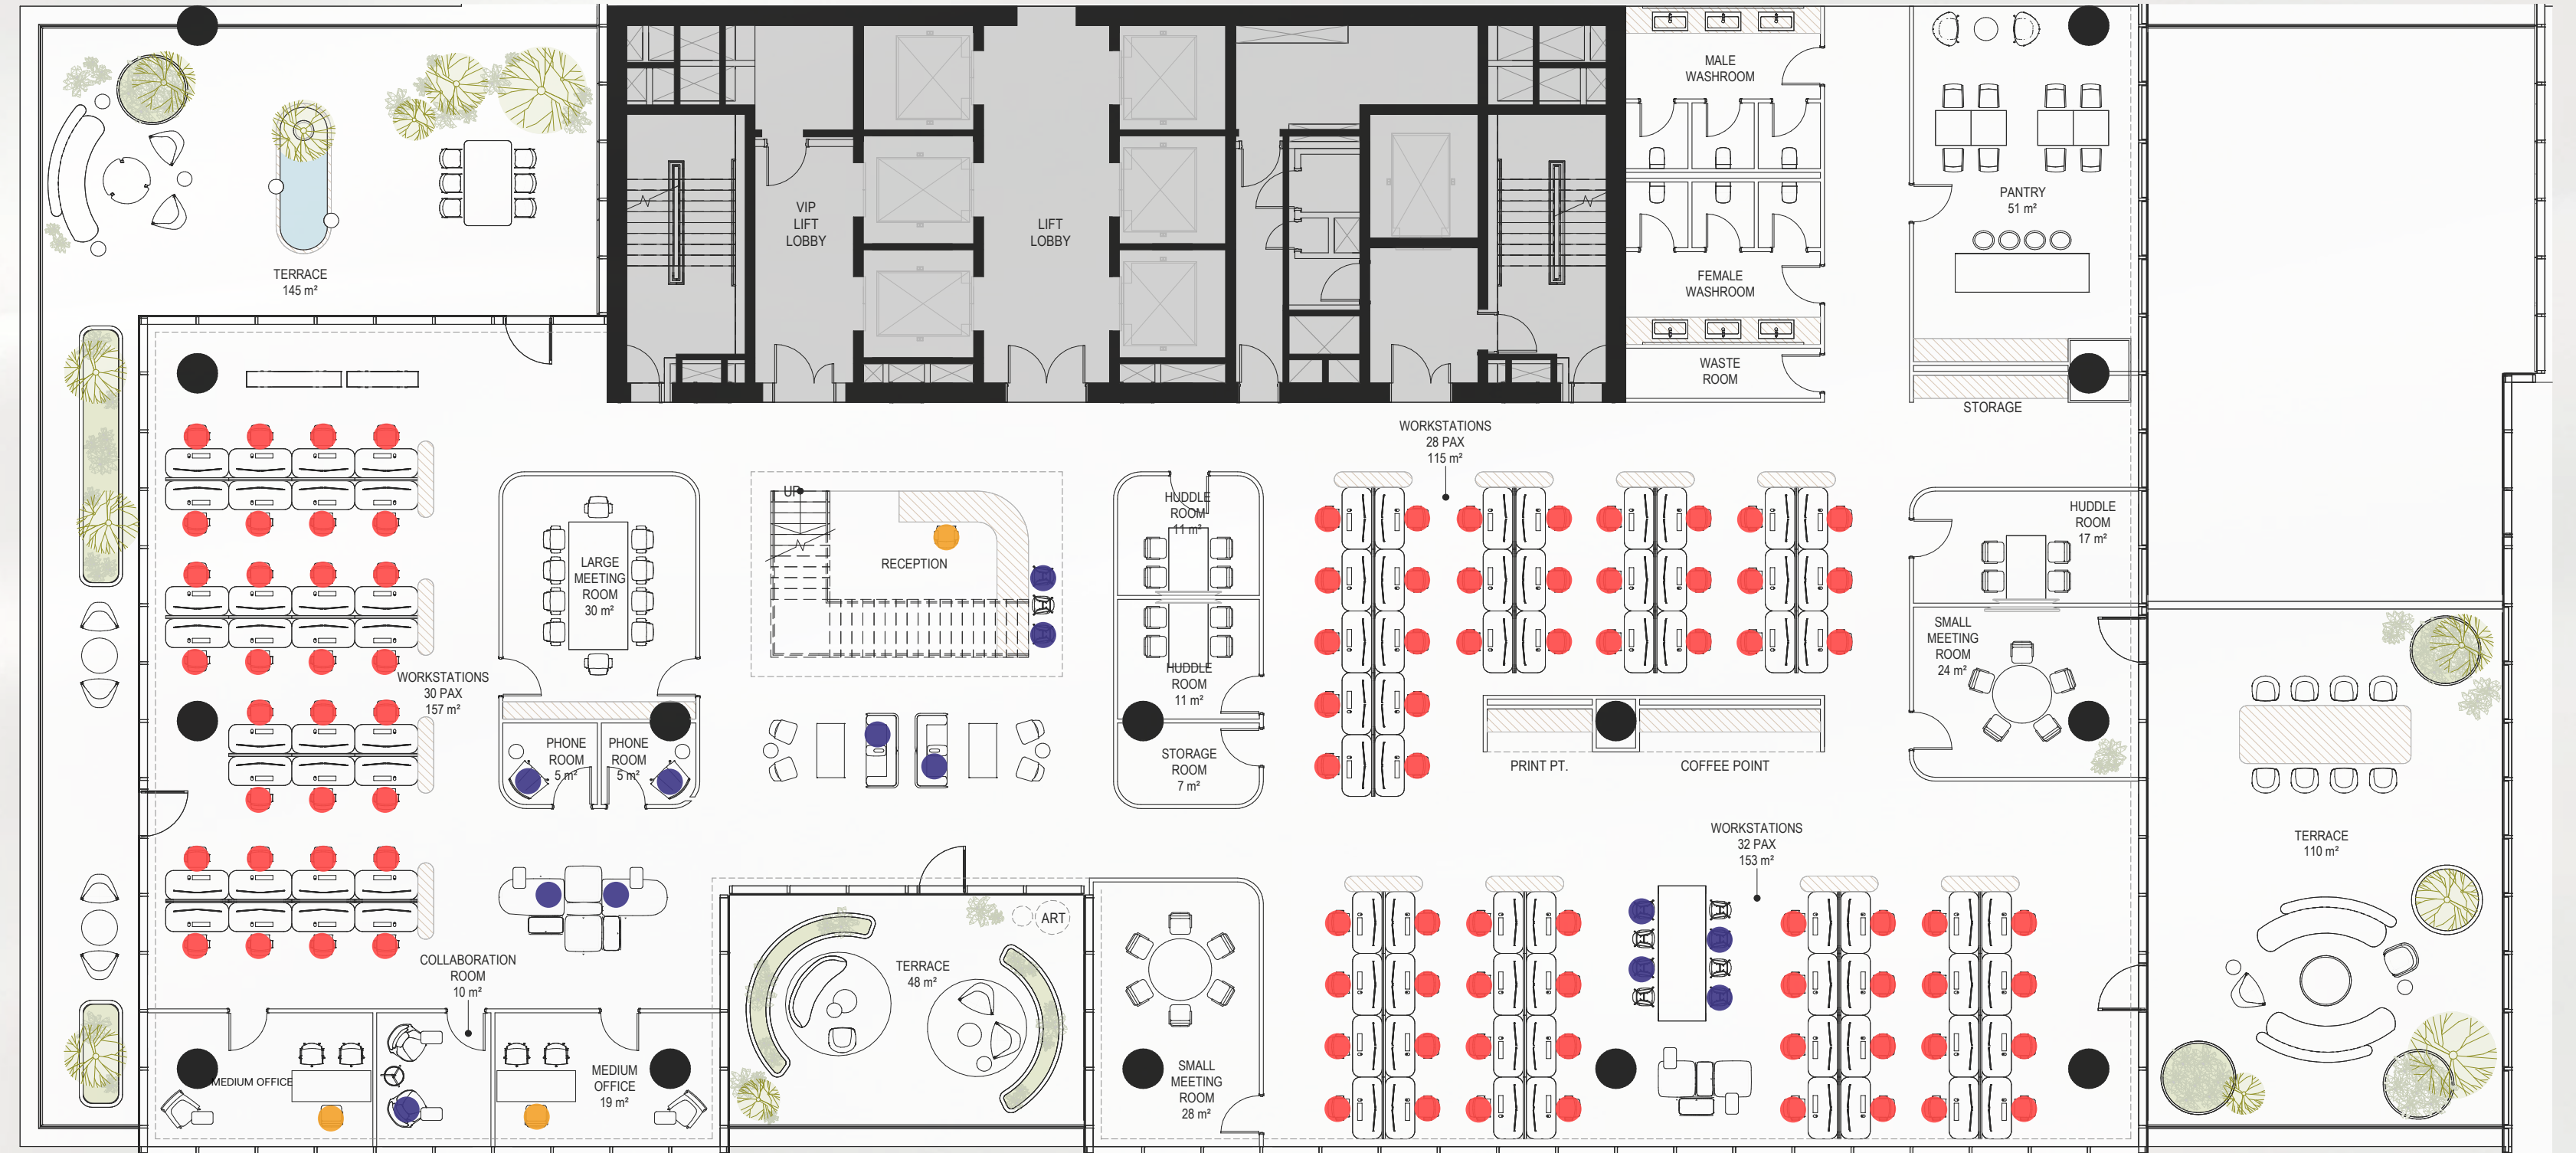 MALE
WASHROOM
PANTRY
51 m²
VIP
LIFT
LOBBY
LIFT
LOBBY
TERRACE
145 m²
FEMALE
WASHROOM
WASTE
ROOM
STORAGE
WORKSTATIONS
28 PAX
115 m²
UP
HUDDLE
ROOM
11 m²
HUDDLE
ROOM
17 m²
LARGE
MEETING
ROOM
30 m²
RECEPTION
SMALL
MEETING
ROOM
24 m²
HUDDLE
ROOM
11 m²
WORKSTATIONS
30 PAX
157 m²
PHONE
ROOM
5 m²
PHONE
ROOM
5 m²
STORAGE
ROOM
7 m²
PRINT PT.
COFFEE POINT
WORKSTATIONS
32 PAX
153 m²
TERRACE
110 m²
ART
COLLABORATION
ROOM
10 m²
TERRACE
48 m²
MEDIUM OFFICE
MEDIUM
OFFICE
19 m²
SMALL
MEETING
ROOM
28 m²